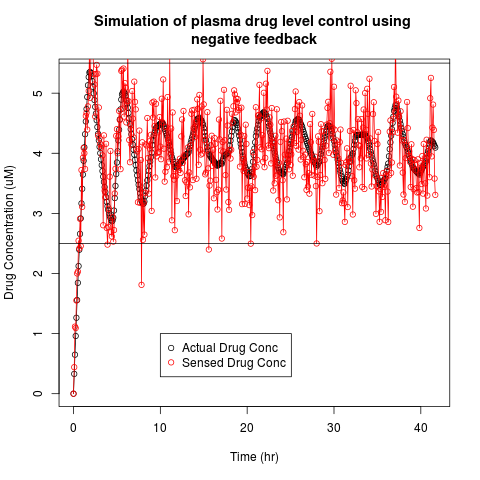 Simulation of plasma drug level control using
negative feedback
Drug Concentration (uM)
5
4
3
2
1
0
Actual Drug Conc
Sensed Drug Conc
0
10
20
30
40
Time (hr)